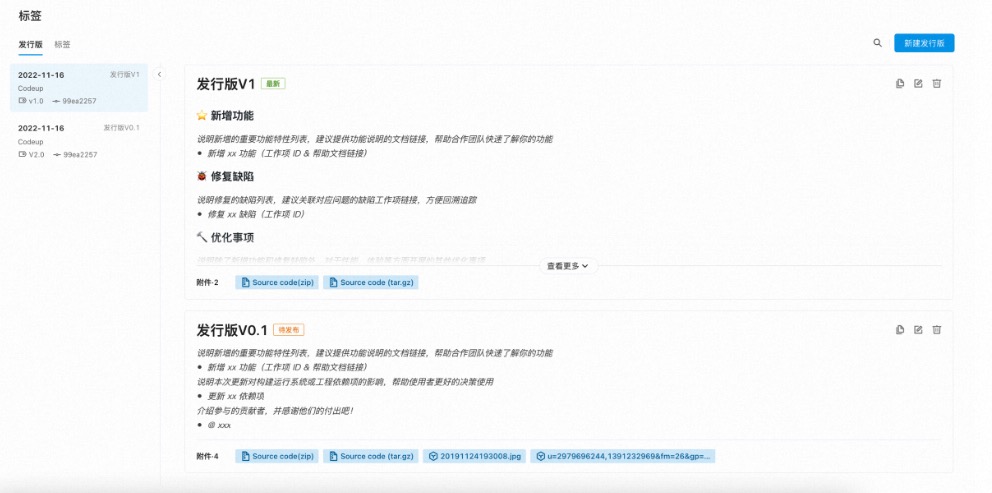 标签
发行版 标签
新建发行版
2022-11-16 发行版V1
Codeup
v1.0 99ea2257
2022-11-16 发行版V0.1
Codeup
V2.0 99ea2257
发行版V1 最新
新增功能
说明新增的重要功能特性列表，建议提供功能说明的文档链接，帮助合作团队快速了解你的功能
• 新增 xx 功能（工作项 ID & 帮助文档链接）
修复缺陷
说明修复的缺陷列表，建议关联对应问题的缺陷工作项链接，方便回溯追踪
• 修复 xx 缺陷（工作项 ID）
优化事项
查看更多
附件·2 Source code(zip) Source code (tar.gz)
发行版V0.1 待发布
说明新增的重要功能特性列表，建议提供功能说明的文档链接，帮助合作团队快速了解你的功能
• 新增 xx 功能（工作项 ID & 帮助文档链接）
说明本次更新对构建运行系统或工程依赖项的影响，帮助使用者更好的决策使用
• 更新 xx 依赖项
介绍参与的贡献者，并感谢他们的付出吧！
• @ xxx
附件·4 Source code(zip) Source code (tar.gz) 20191124193008.jpg u=2979696244,1391232969&fm=26&gp=...